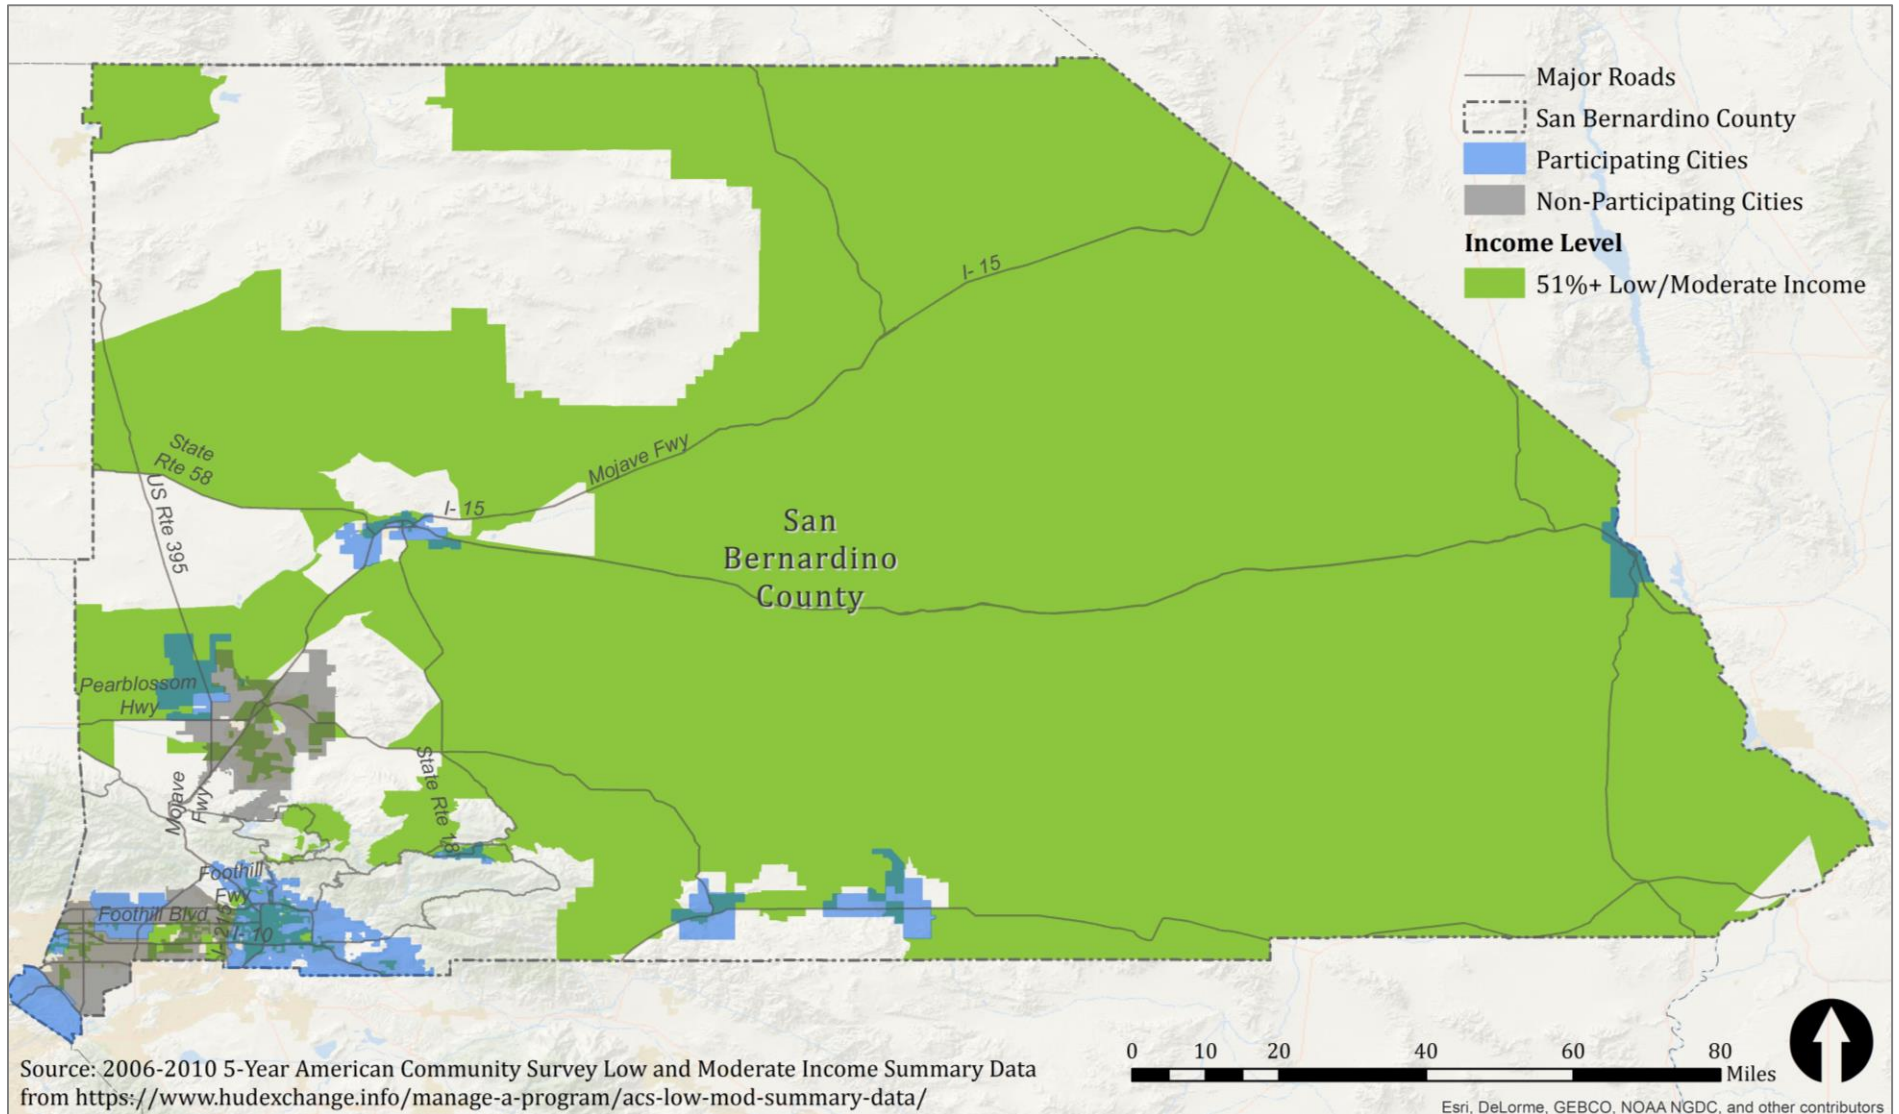 Major Roads
San Bernardino County
Participating Cities
Non-Participating Cities
Income Level
51%+ Low/Moderate Income
I- 15
Mojave Fwy
State
Rte 58
US Rte 395
I- 15
San
Bernardino
County
Pearblossom
Hwy
Mojave
Fwy
State Rte 18
Foothill
Fwy
Foothill Blvd
I- 10
0 10 20 40 60 80
Miles
Source: 2006-2010 5-Year American Community Survey Low and Moderate Income Summary Data
from https://www.hudexchange.info/manage-a-program/acs-low-mod-summary-data/
Esri, DeLorme, GEBCO, NOAA NGDC, and other contributors